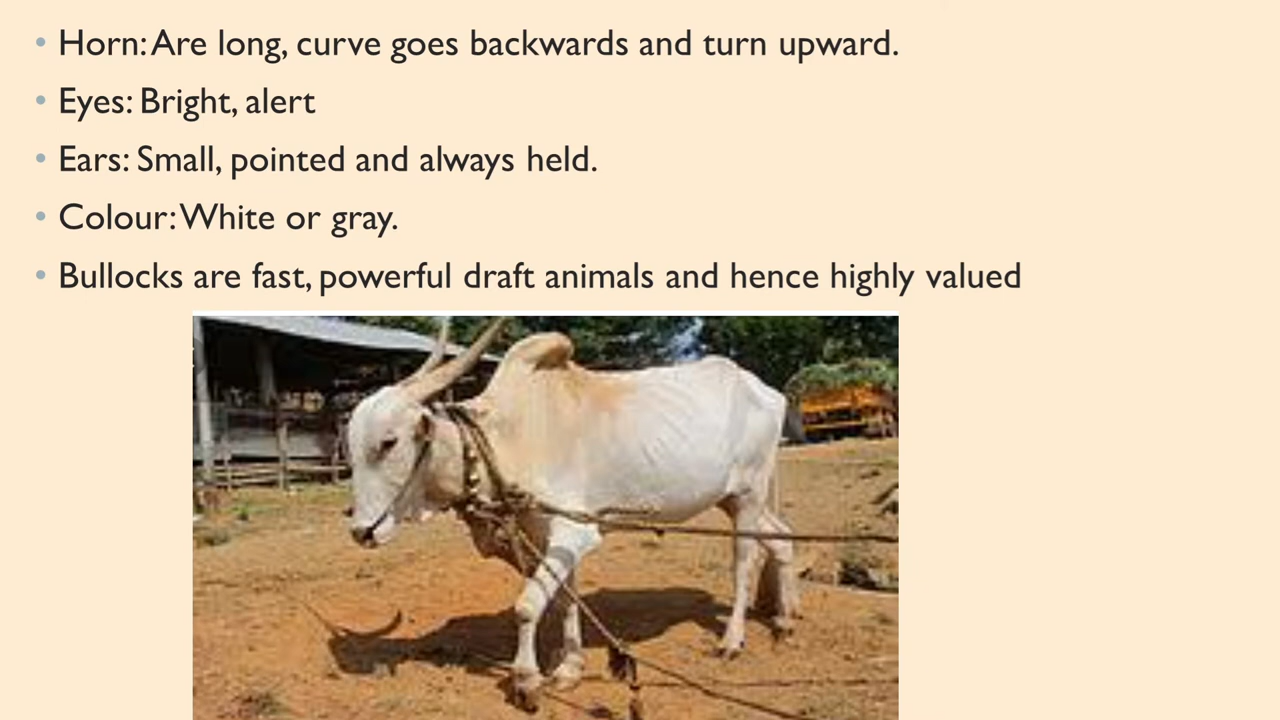 • Horn: Are long, curve goes backwards and turn upward.
• Eyes: Bright, alert
• Ears: Small, pointed and always held.
• Colour: White or gray.
• Bullocks are fast, powerful draft animals and hence highly valued